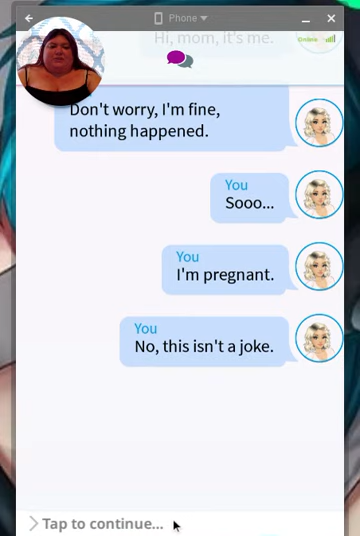 Phone
Hi, mom, it's me.
Online
Don't worry, I'm fine,
nothing happened.
You
Sooo...
You
I'm pregnant.
You
No, this isn't a joke.
Tap to continue...